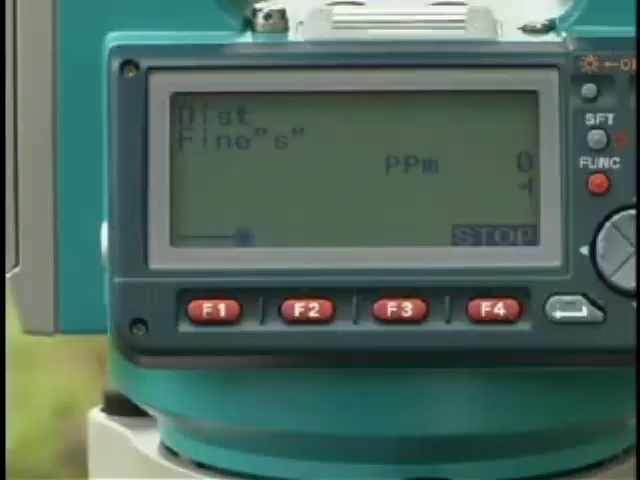 Dist
Fine"s"
PPm 0
STOP
←O
SFT
FUNC
F1 F2 F3 F4